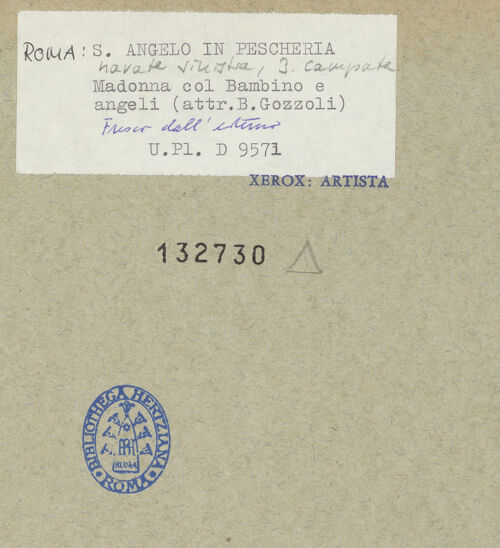 ROMA: S. ANGELO IN PESCHERIA
navata sinistra, 3. campata
Madonna col Bambino e
angeli (attr.B.Gozzoli)
Fresco dall' esterno
U.Pl. D 9571
XEROX: ARTISTA
132730
BIBLIOTHECA HERTZIANA
ROMA
ROMA